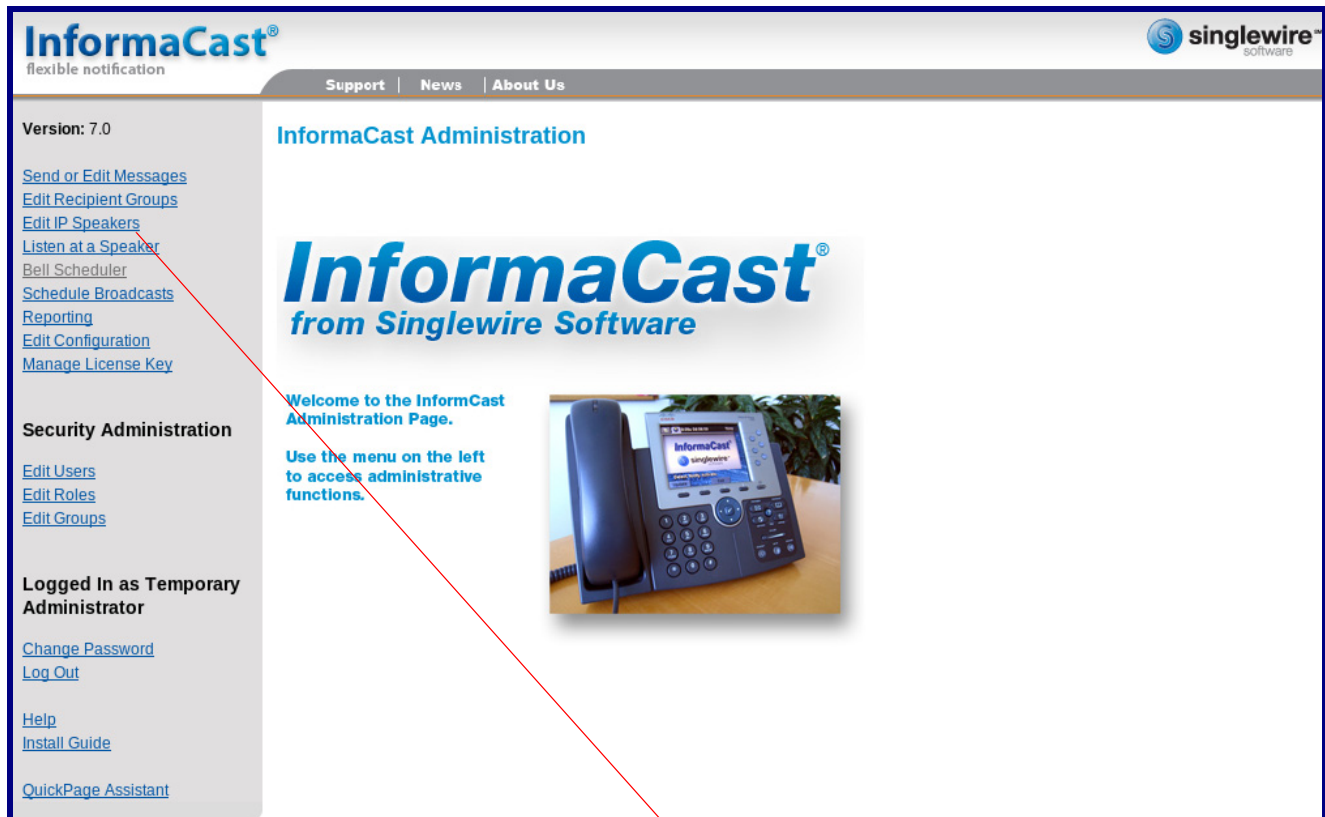 InformaCast®
flexible notification
singlewire℠
software
Support | News | About Us
Version: 7.0
Send or Edit Messages
Edit Recipient Groups
Edit IP Speakers
Listen at a Speaker
Bell Scheduler
Schedule Broadcasts
Reporting
Edit Configuration
Manage License Key
Security Administration
Edit Users
Edit Roles
Edit Groups
Logged In as Temporary
Administrator
Change Password
Log Out
Help
Install Guide
QuickPage Assistant
InformaCast Administration
InformaCast®
from Singlewire Software
Welcome to the InformCast
Administration Page.
Use the menu on the left
to access administrative
functions.
InformaCast
singlewire